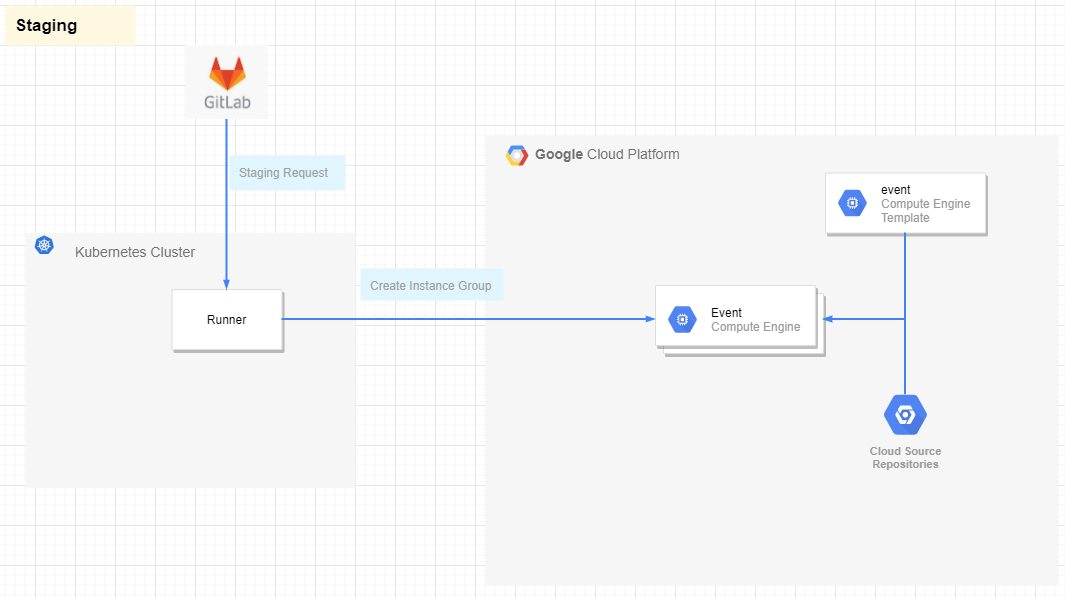 Staging
GitLab
Staging Request
Google Cloud Platform
event
Compute Engine
Template
Kubernetes Cluster
Create Instance Group
Runner
Event
Compute Engine
Cloud Source
Repositories